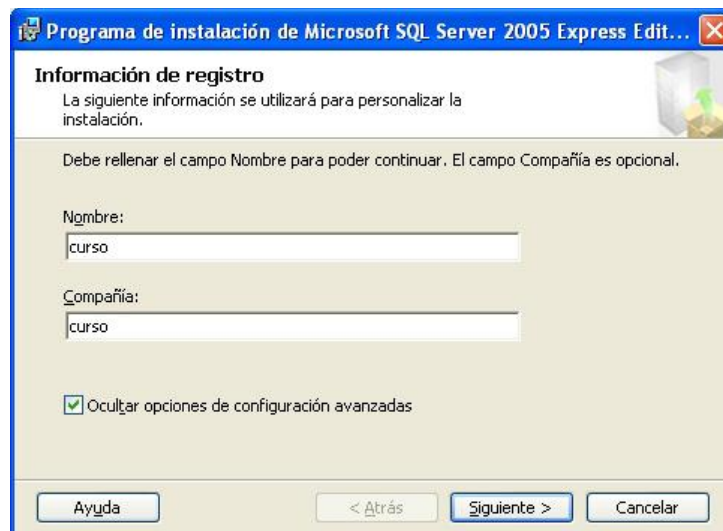 Programa de instalación de Microsoft SQL Server 2005 Express Edit...
Información de registro
La siguiente información se utilizará para personalizar la
instalación.
Debe rellenar el campo Nombre para poder continuar. El campo Compañía es opcional.
Nombre:
curso
Compañía:
curso
Ocultar opciones de configuración avanzadas
Ayuda
< Atrás
Siguiente >
Cancelar